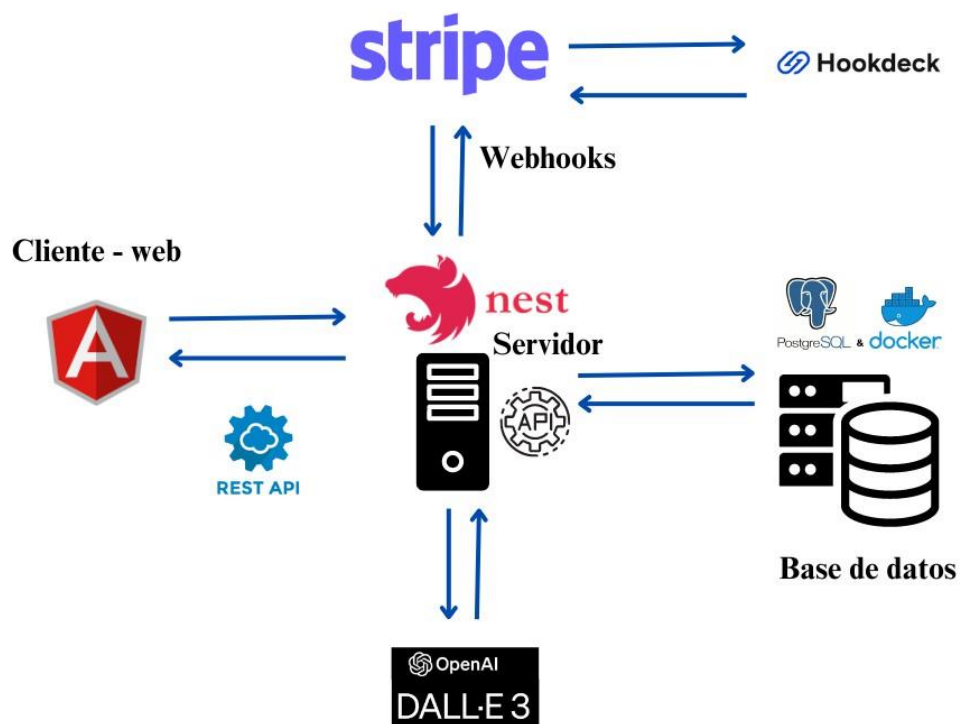 stripe
Hookdeck
Webhooks
Cliente - web
nest
Servidor
PostgreSQL & docker
API
REST API
Base de datos
OpenAI
DALL·E 3